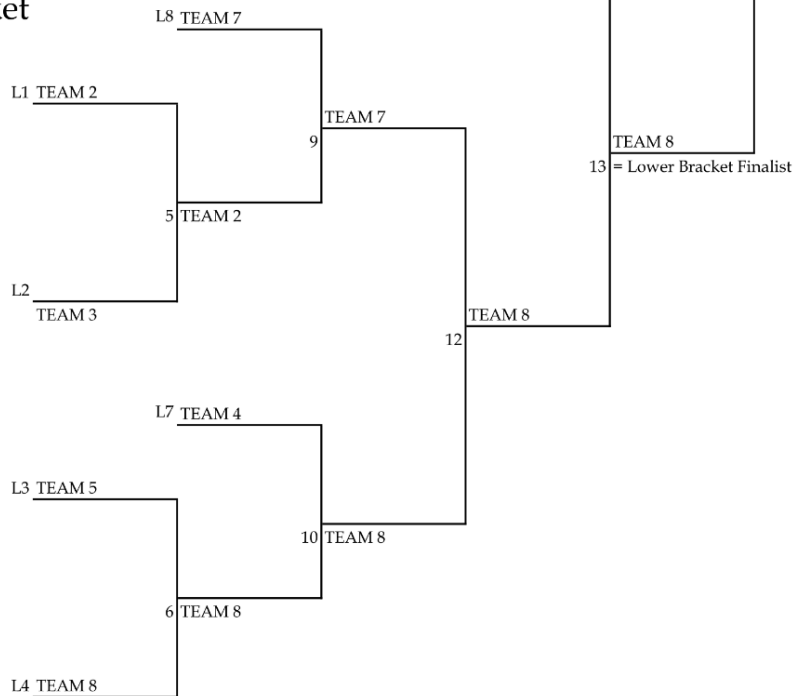 L8 TEAM 7
L1 TEAM 2
TEAM 7
9
TEAM 8
13 = Lower Bracket Finalist
5 TEAM 2
L2
TEAM 3
TEAM 8
12
L7 TEAM 4
L3 TEAM 5
10 TEAM 8
6 TEAM 8
L4 TEAM 8